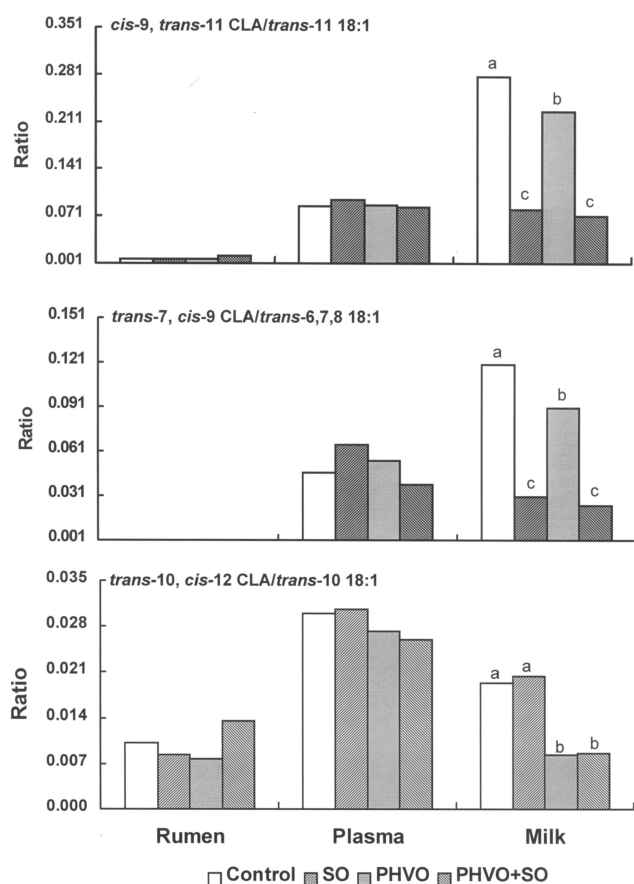 cis-9, trans-11 CLA/trans-11 18:1
Ratio
0.351
0.281
0.211
0.141
0.071
0.001
a
c
b
c
trans-7, cis-9 CLA/trans-6,7,8 18:1
Ratio
0.151
0.121
0.091
0.061
0.031
0.001
a
c
b
c
trans-10, cis-12 CLA/trans-10 18:1
Ratio
0.035
0.028
0.021
0.014
0.007
0.000
a
a
b
b
Rumen Plasma Milk
Control SO PHVO PHVO+SO